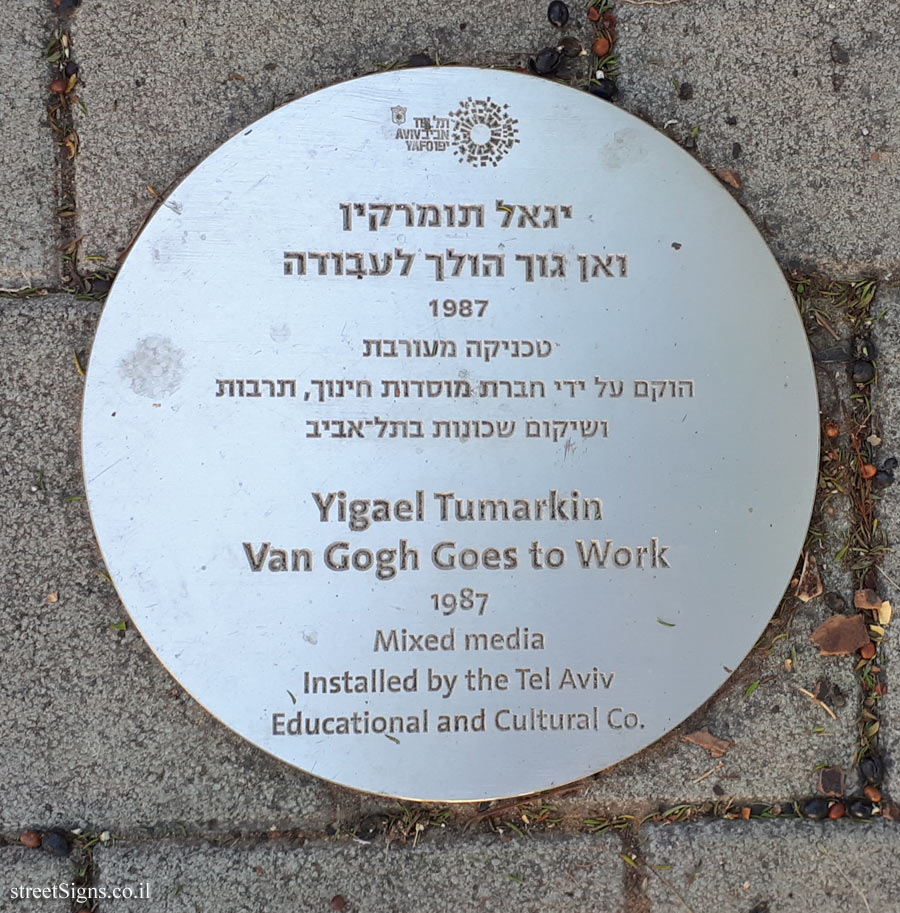 תל TEL
אביב AVIV
יפו YAFO
יגאל תומרקין
ואן גוך הולך לעבודה
1987
טכניקה מעורבת
הוקם על ידי חברת מוסדות חינוך, תרבות
ושיקום שכונות בתל־אביב
Yigael Tumarkin
Van Gogh Goes to Work
1987
Mixed media
Installed by the Tel Aviv
Educational and Cultural Co.
streetSigns.co.il